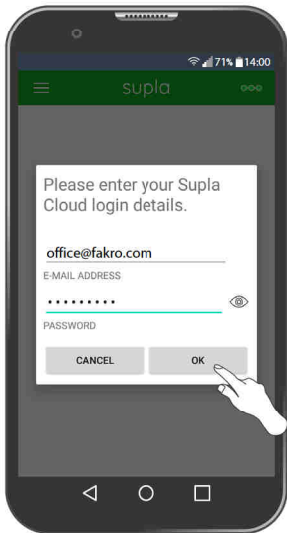 71% 14:00
supla
Please enter your Supla
Cloud login details.
office@fakro.com
E-MAIL ADDRESS
•••••••••
PASSWORD
CANCEL OK